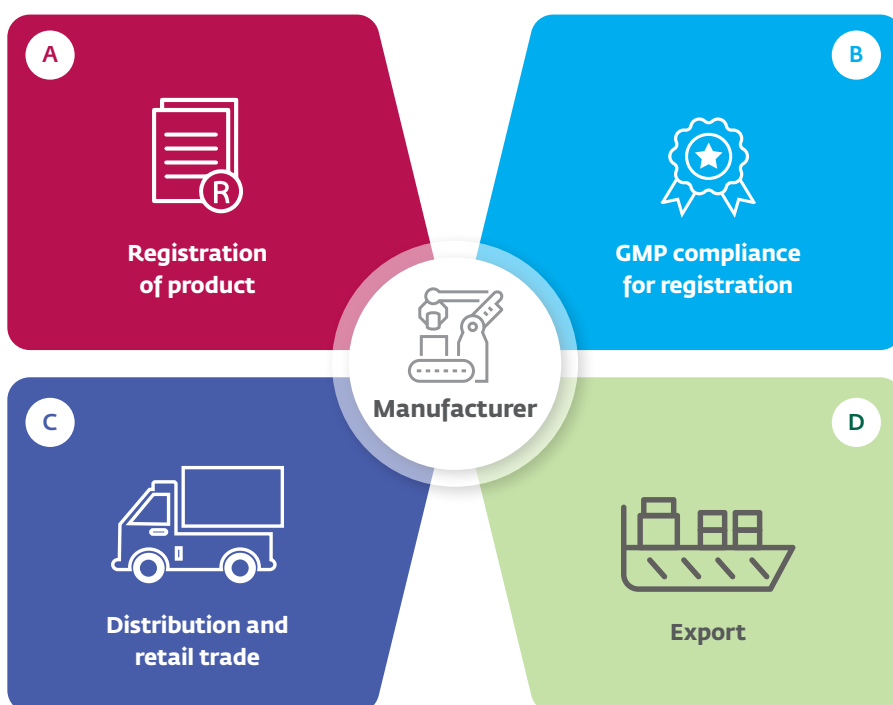 A
B
R
Registration
of product
GMP compliance
for registration
Manufacturer
C
D
Distribution and
retail trade
Export